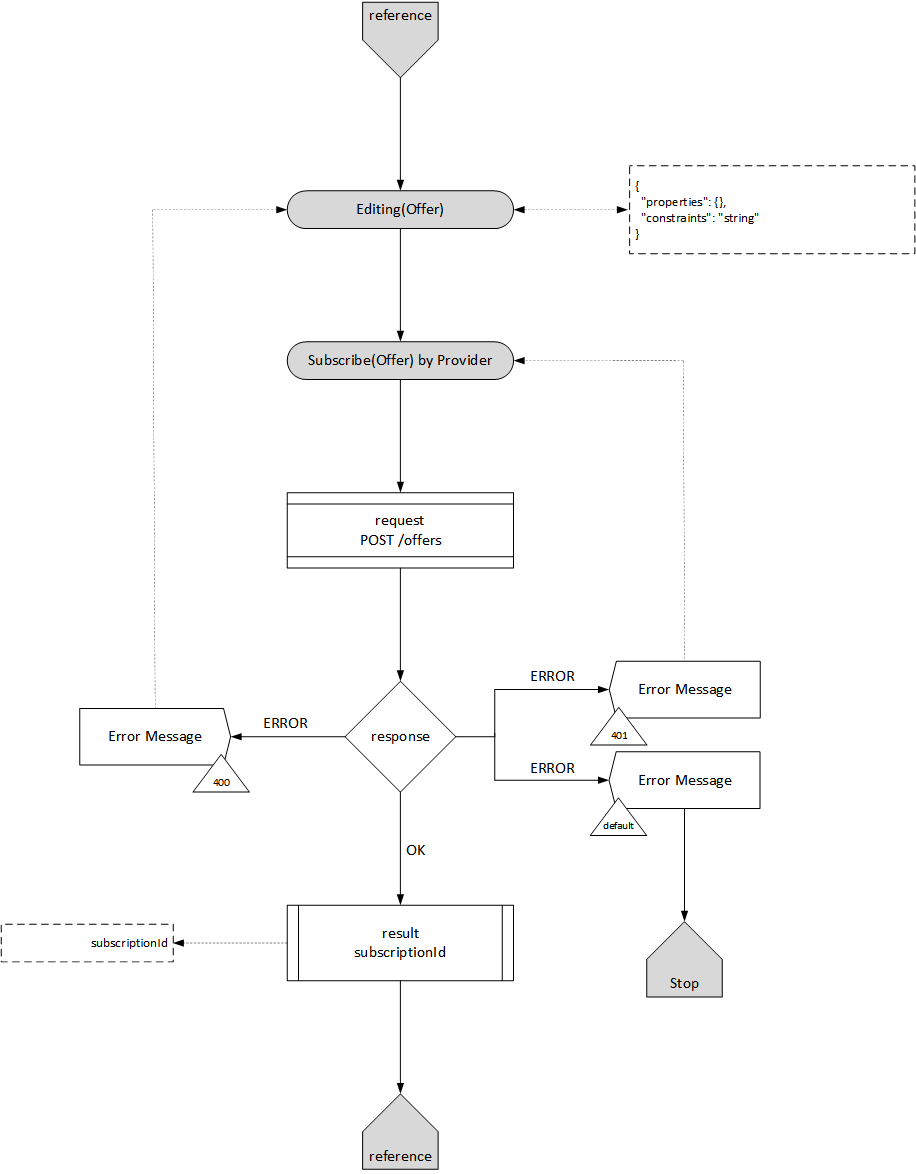 reference
Editing(Offer)
{
"properties": {},
"constraints": "string"
}
Subscribe(Offer) by Provider
request
POST /offers
ERROR
Error Message
401
ERROR
Error Message
400
response
ERROR
Error Message
default
OK
result
subscriptionId
subscriptionId
Stop
reference